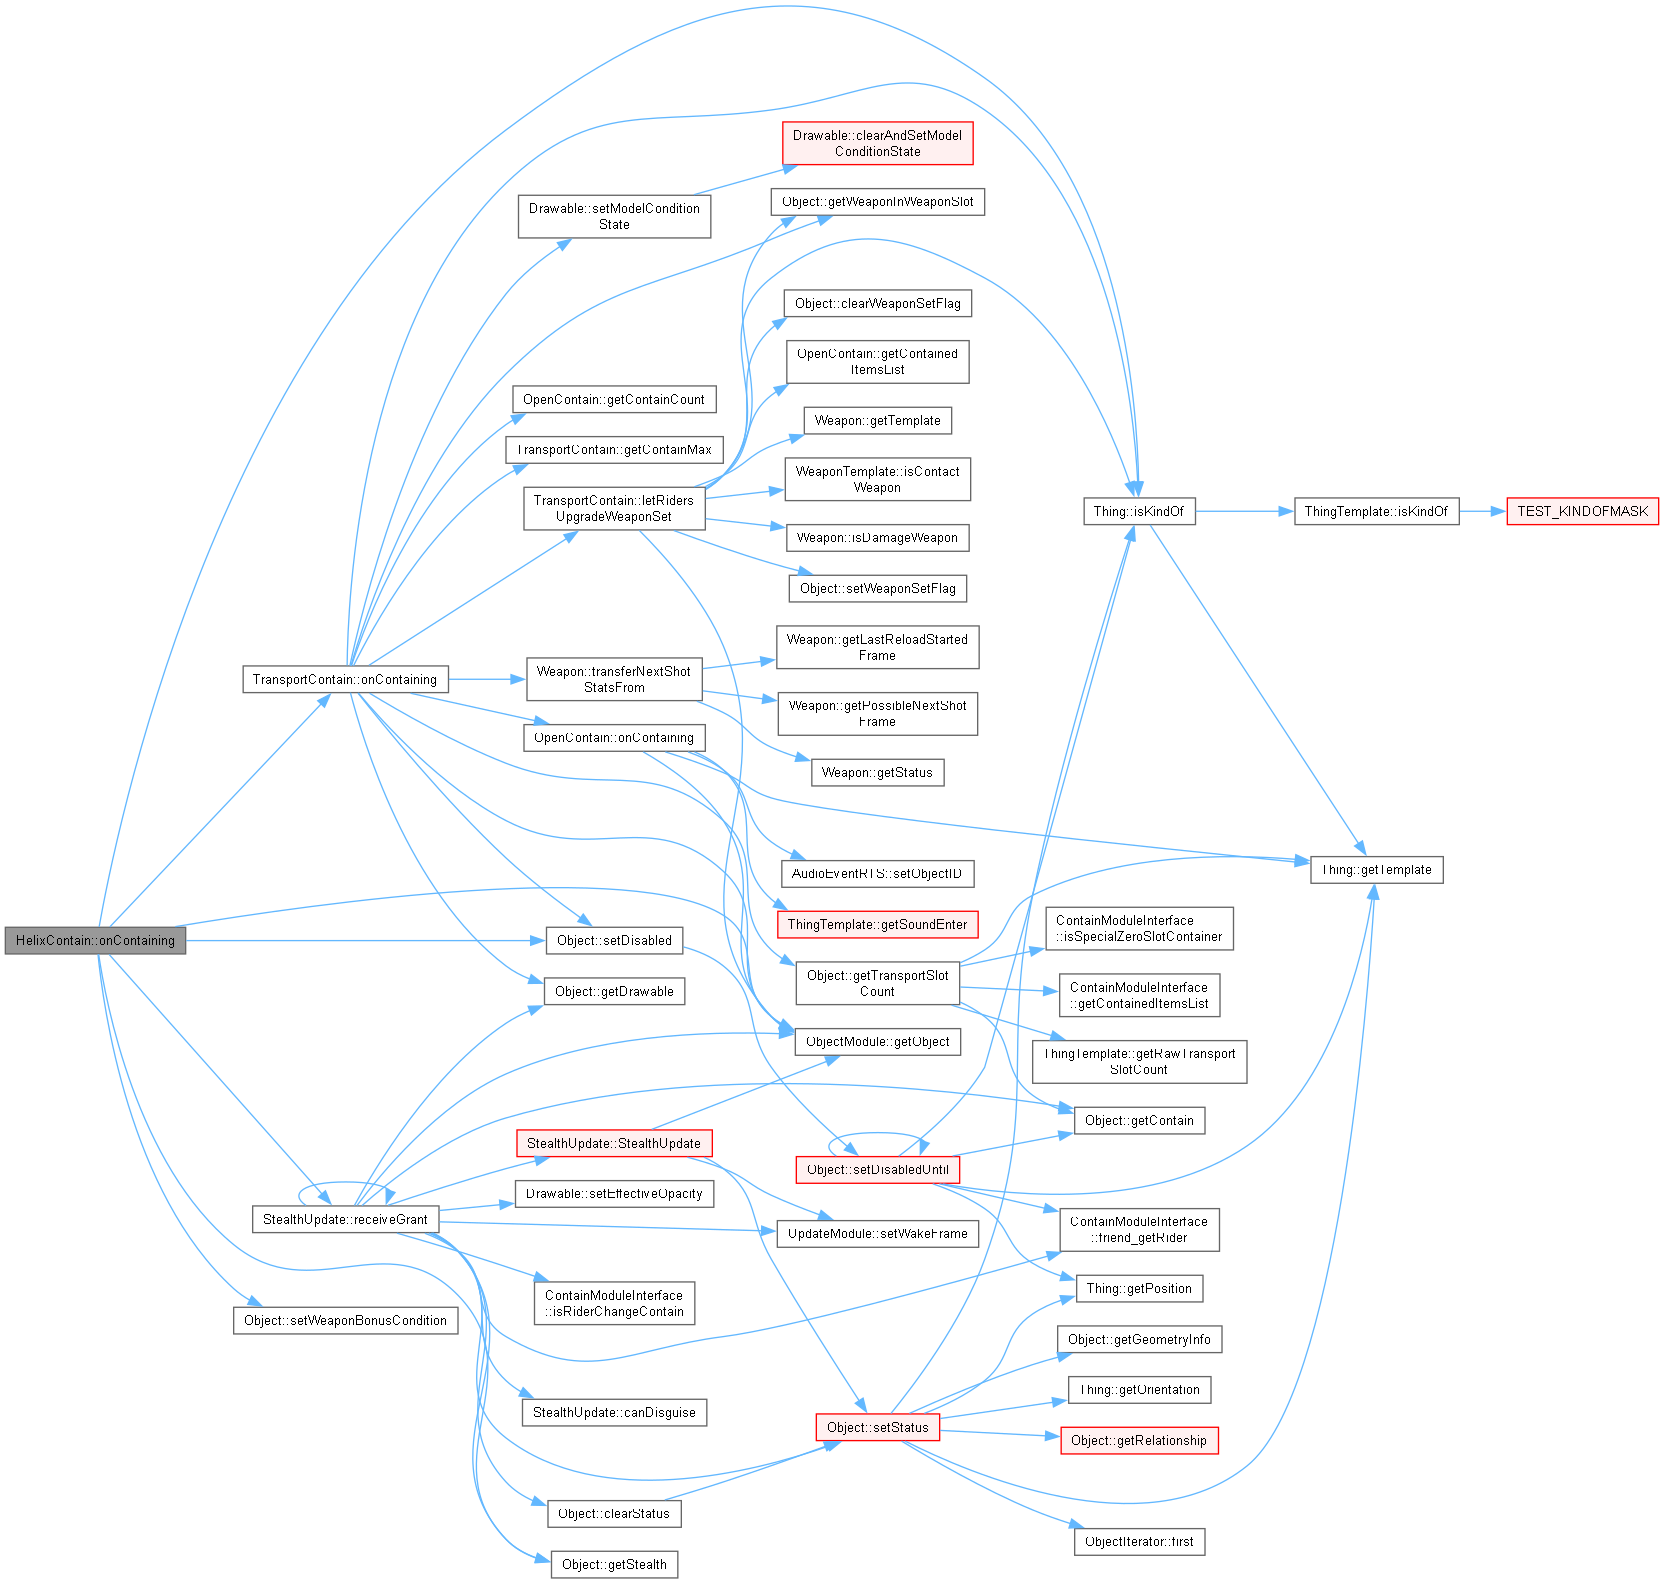 Drawable::clearAndSetModel
ConditionState
Drawable::setModelCondition
State
Object::getWeaponInWeaponSlot
Object::clearWeaponSetFlag
OpenContain::getContained
ItemsList
OpenContain::getContainCount
Weapon::getTemplate
TransportContain::getContainMax
WeaponTemplate::isContact
Weapon
TransportContain::letRiders
UpgradeWeaponSet
Thing::isKindOf
ThingTemplate::isKindOf
TEST_KINDOFMASK
Weapon::isDamageWeapon
Object::setWeaponSetFlag
Weapon::getLastReloadStarted
Frame
TransportContain::onContaining
Weapon::transferNextShot
StatsFrom
Weapon::getPossibleNextShot
Frame
OpenContain::onContaining
Weapon::getStatus
AudioEventRTS::setObjectID
Thing::getTemplate
ThingTemplate::getSoundEnter
ContainModuleInterface
::isSpecialZeroSlotContainer
HelixContain::onContaining
Object::setDisabled
Object::getTransportSlot
Count
Object::getDrawable
ContainModuleInterface
::getContainedItemsList
ObjectModule::getObject
ThingTemplate::getRawTransport
SlotCount
Object::getContain
StealthUpdate::StealthUpdate
Object::setDisabledUntil
Drawable::setEffectiveOpacity
StealthUpdate::receiveGrant
UpdateModule::setWakeFrame
ContainModuleInterface
::friend_getRider
Thing::getPosition
ContainModuleInterface
::isRiderChangeContain
Object::setWeaponBonusCondition
Object::getGeometryInfo
Thing::getOrientation
StealthUpdate::canDisguise
Object::setStatus
Object::getRelationship
Object::clearStatus
ObjectIterator::first
Object::getStealth